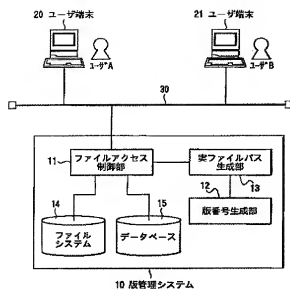 20 ユーザ端末
21 ユーザ端末
ユーザA
ユーザB
30
11
ファイルアクセス
制御部
実ファイルパス
生成部
12
13
14
15
版番号生成部
ファイル
システム
データベース
10 版管理システム